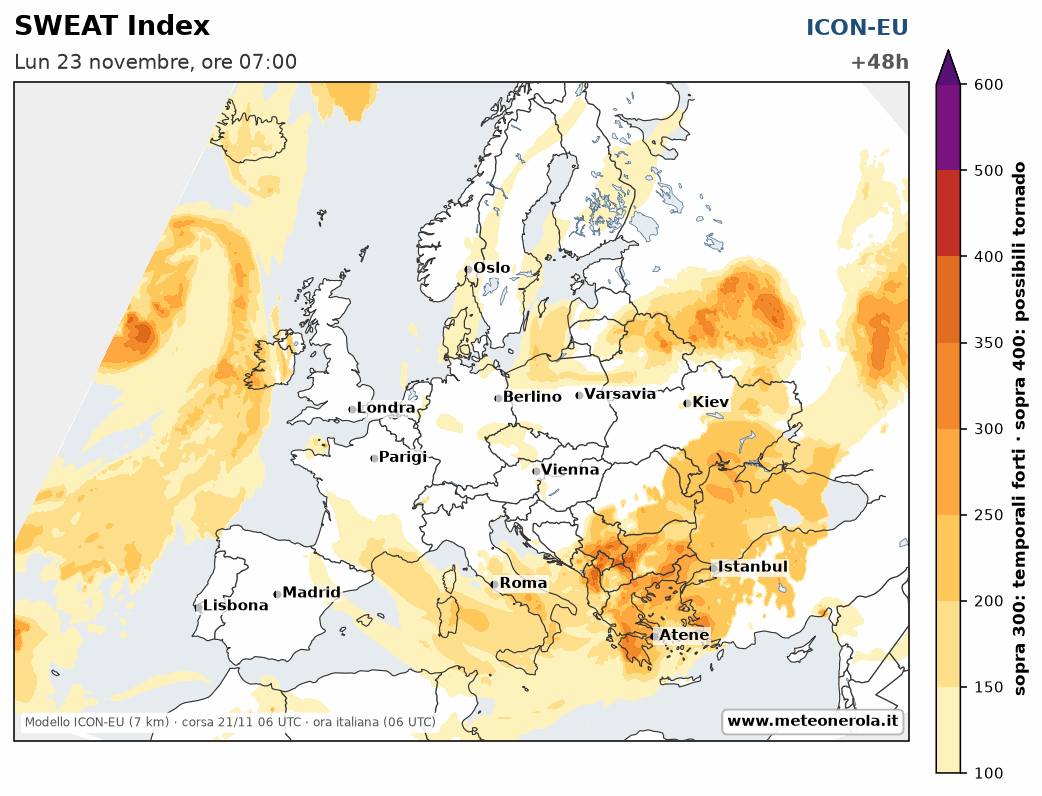 SWEAT Index
ICON-EU
Lun 23 novembre, ore 07:00
+48h
Oslo
Berlino
Varsavia
Kiev
Londra
Parigi
Vienna
Istanbul
Roma
Madrid
Lisbona
Atene
Modello ICON-EU (7 km) · corsa 21/11 06 UTC · ora italiana (06 UTC)
www.meteonerola.it
600
500
400
350
300
250
200
150
100
sopra 300: temporali forti · sopra 400: possibili tornado